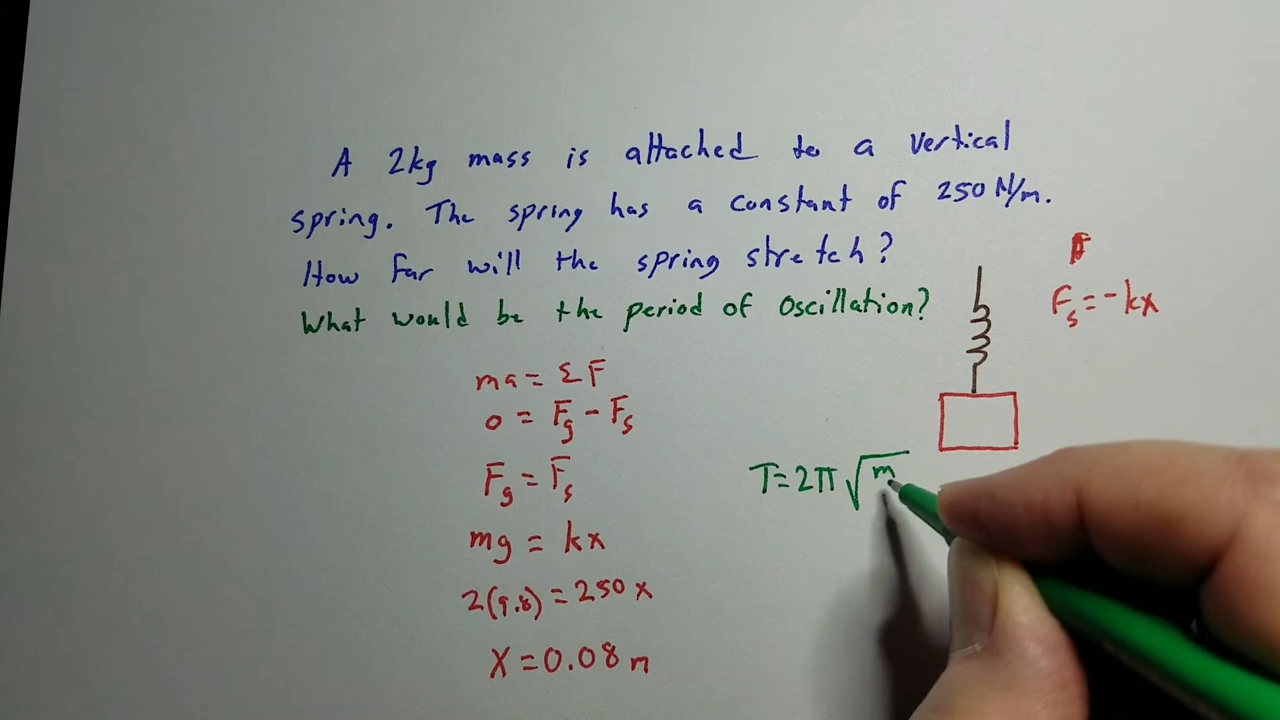 A 2kg mass is attached to a vertical
spring. The spring has a constant of 250 N/m.
How far will the spring stretch?
What would be the period of oscillation?
F
Fs = -kx
ma = ΣF
0 = Fg - Fs
Fg = Fs
mg = kx
2(9.8) = 250 x
X = 0.08 m
T = 2π √m